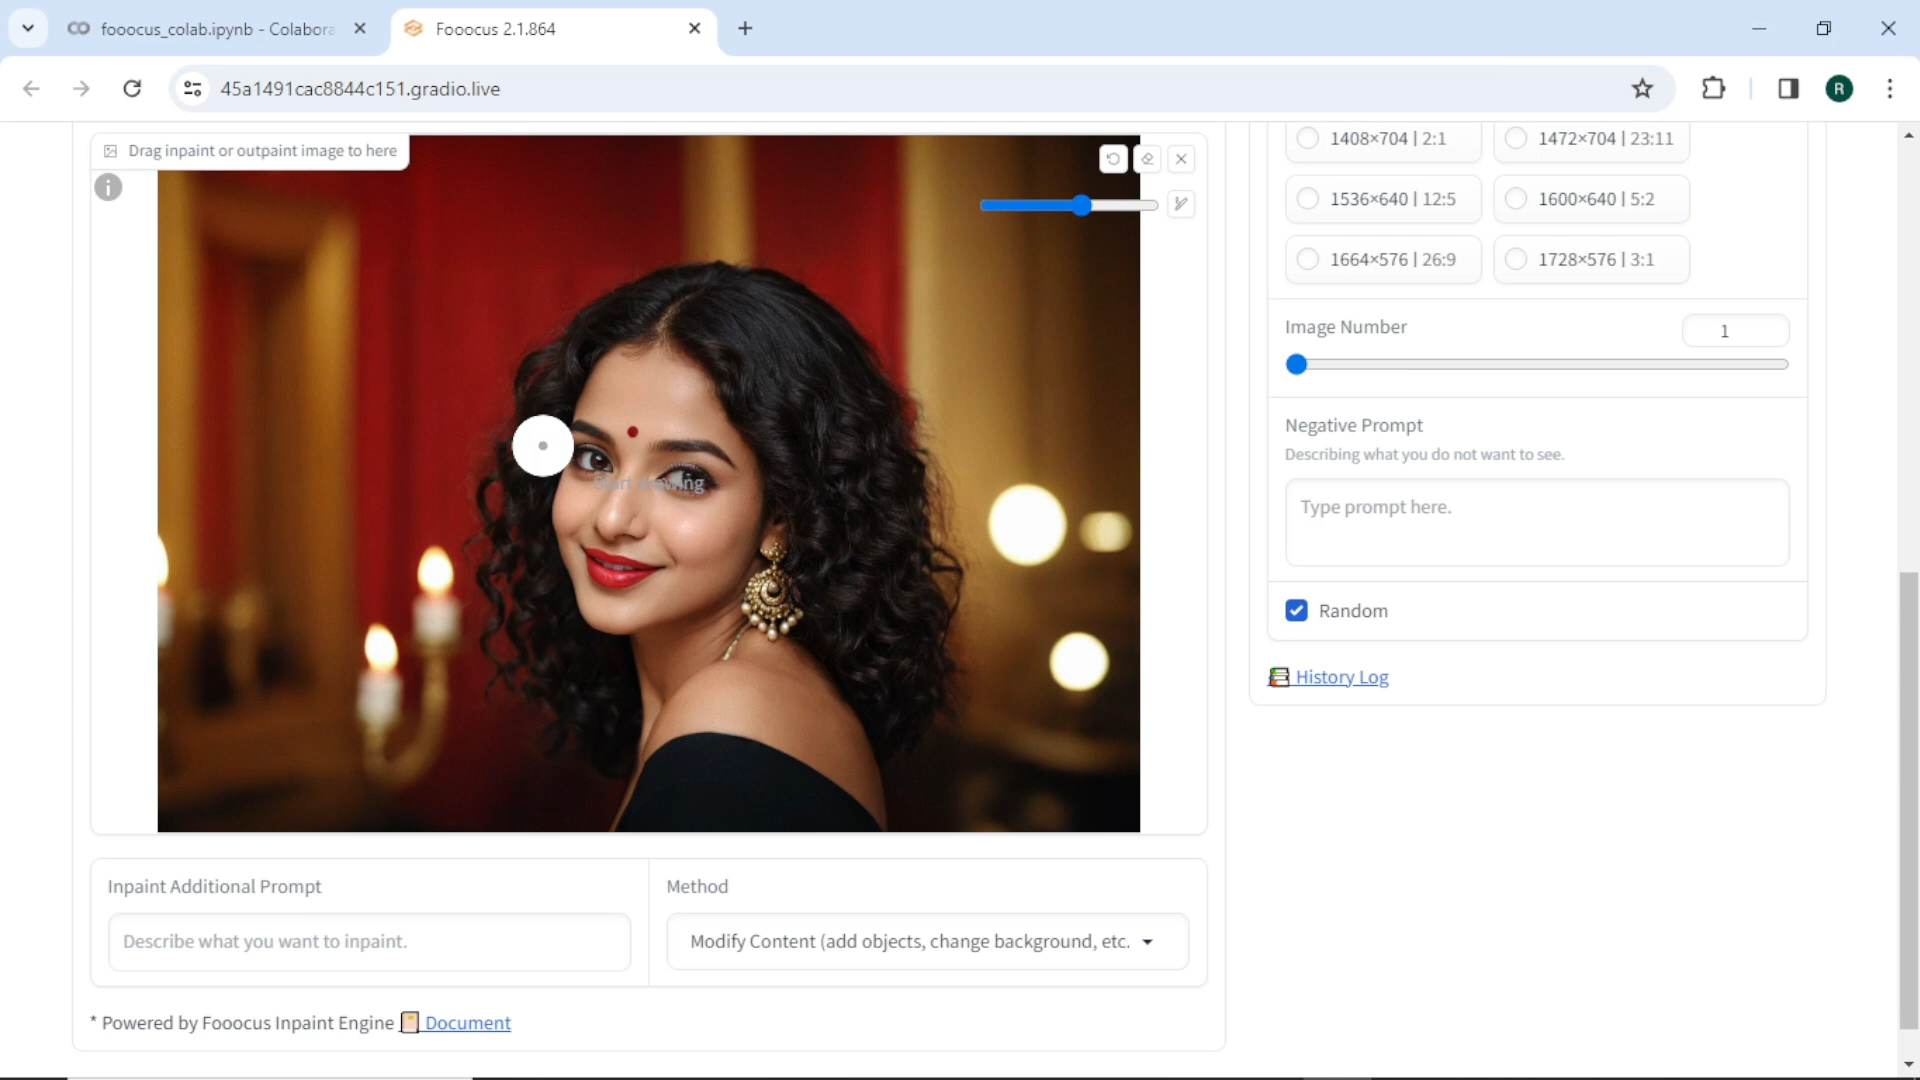 fooocus_colab.ipynb - Colabora
Fooocus 2.1.864
45a1491cac8844c151.gradio.live
R
Drag inpaint or outpaint image to here
Start drawing
1408×704 | 2:1
1472×704 | 23:11
1536×640 | 12:5
1600×640 | 5:2
1664×576 | 26:9
1728×576 | 3:1
Image Number
1
Negative Prompt
Describing what you do not want to see.
Type prompt here.
Random
History Log
Inpaint Additional Prompt
Describe what you want to inpaint.
Method
Modify Content (add objects, change background, etc.
* Powered by Fooocus Inpaint Engine Document